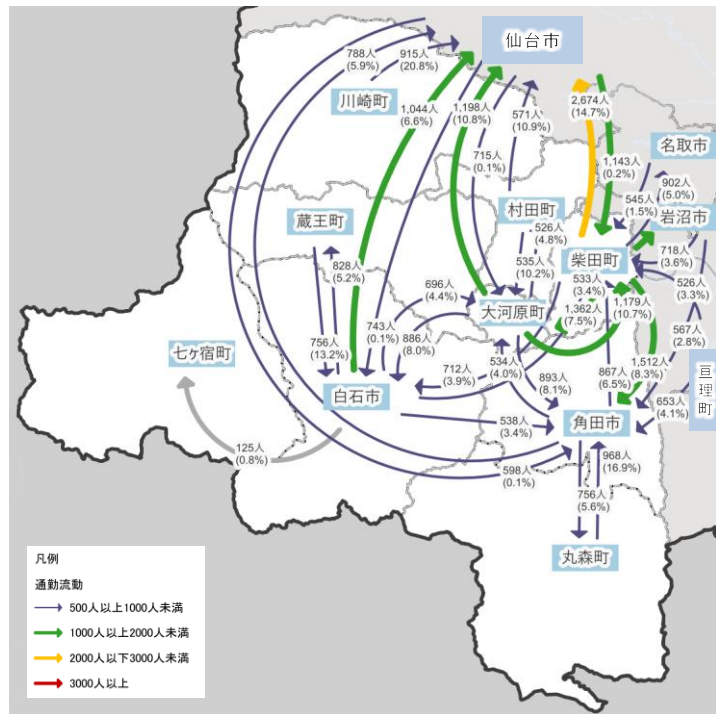 仙台市
788人
(5.9%)
915人
(20.8%)
川崎町
1,044人
(6.6%)
1,198人
(10.8%)
571人
(10.9%)
2,674人
(14.7%)
名取市
715人
(0.1%)
1,143人
(0.2%)
902人
(5.0%)
545人
(1.5%)
岩沼市
村田町
蔵王町
526人
(4.8%)
柴田町
718人
(3.6%)
535人
(10.2%)
828人
(5.2%)
696人
(4.4%)
533人
(3.4%)
526人
(3.3%)
大河原町
1,362人
(7.5%)
1,179人
(10.7%)
743人
(0.1%)
886人
(8.0%)
756人
(13.2%)
567人
(2.8%)
七ヶ宿町
712人
(3.9%)
534人
(4.0%)
893人
(8.1%)
867人
(6.5%)
1,512人
(8.3%)
亘理町
白石市
653人
(4.1%)
538人
(3.4%)
角田市
125人
(0.8%)
598人
(0.1%)
968人
(16.9%)
756人
(5.6%)
丸森町
凡例
通勤流動
500人以上1000人未満
1000人以上2000人未満
2000人以下3000人未満
3000人以上